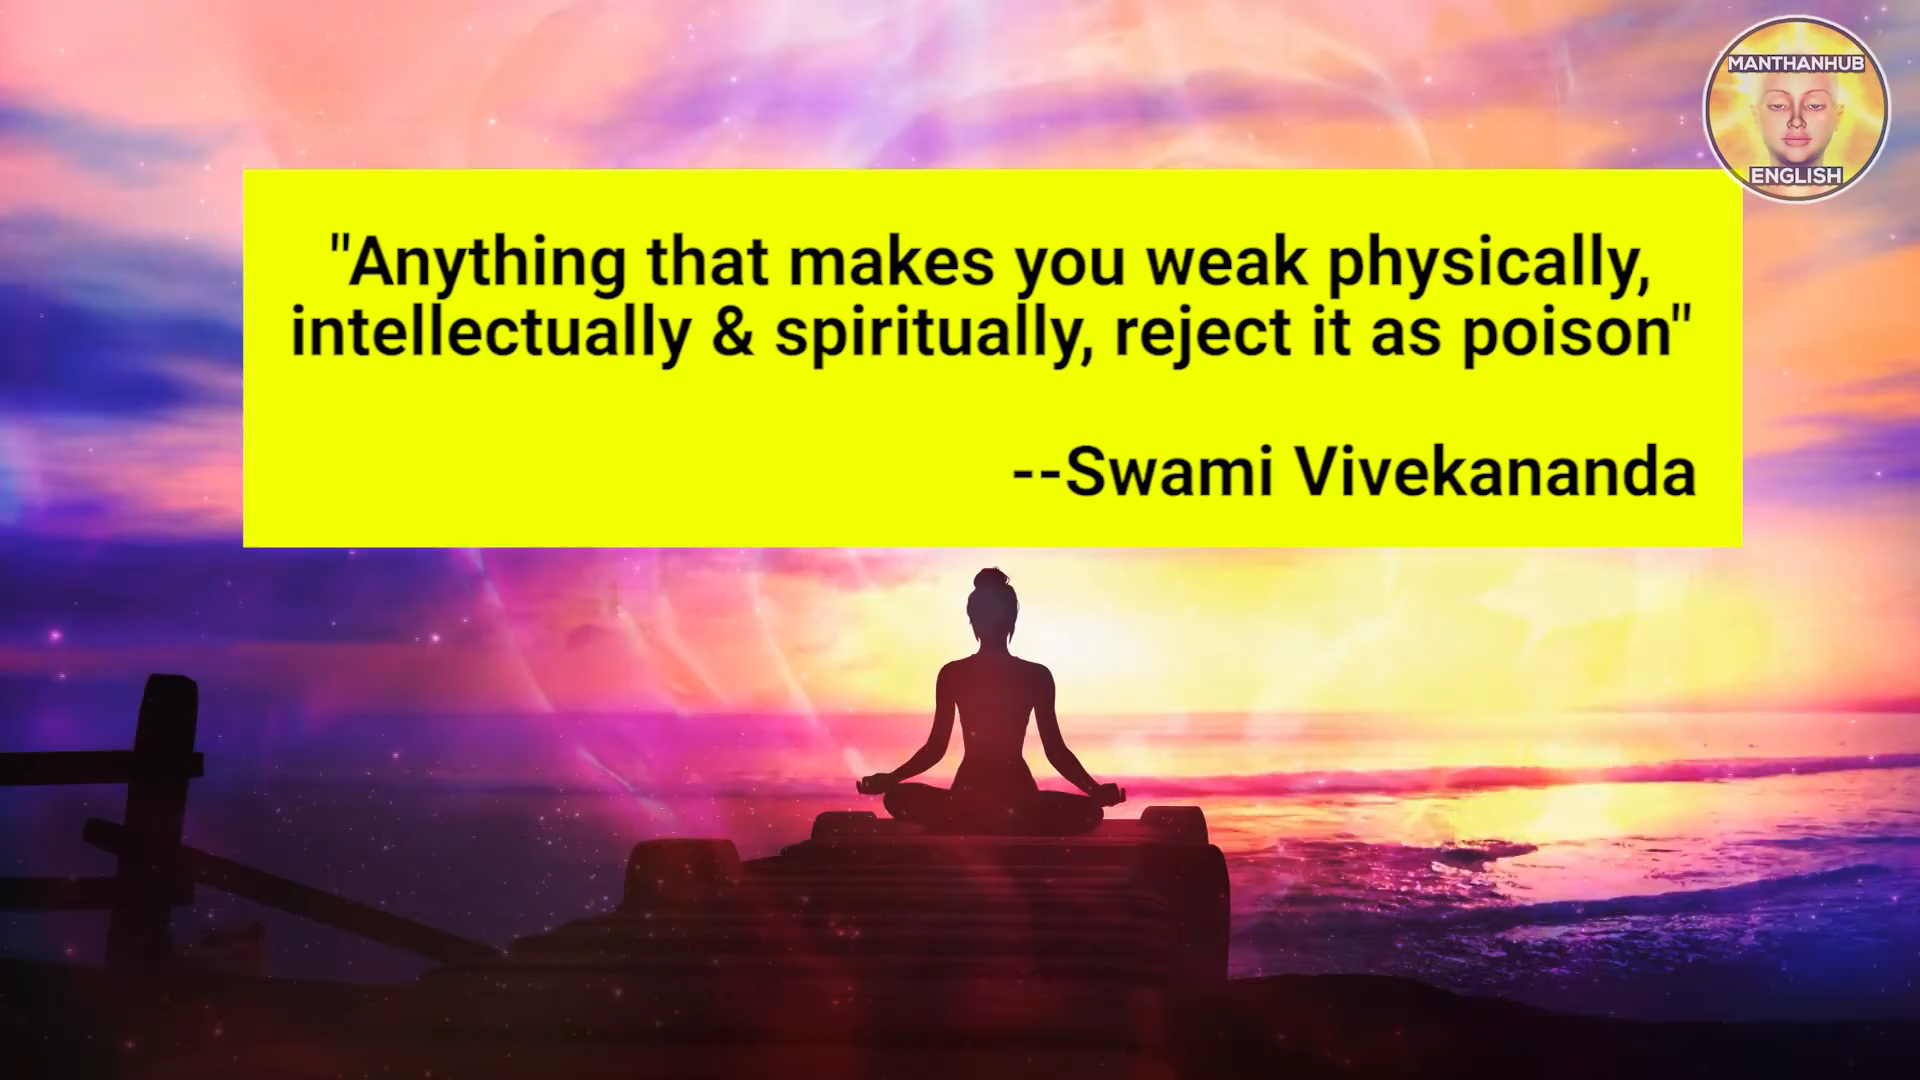 MANTHANHUB
ENGLISH
"Anything that makes you weak physically,
intellectually & spiritually, reject it as poison"
--Swami Vivekananda